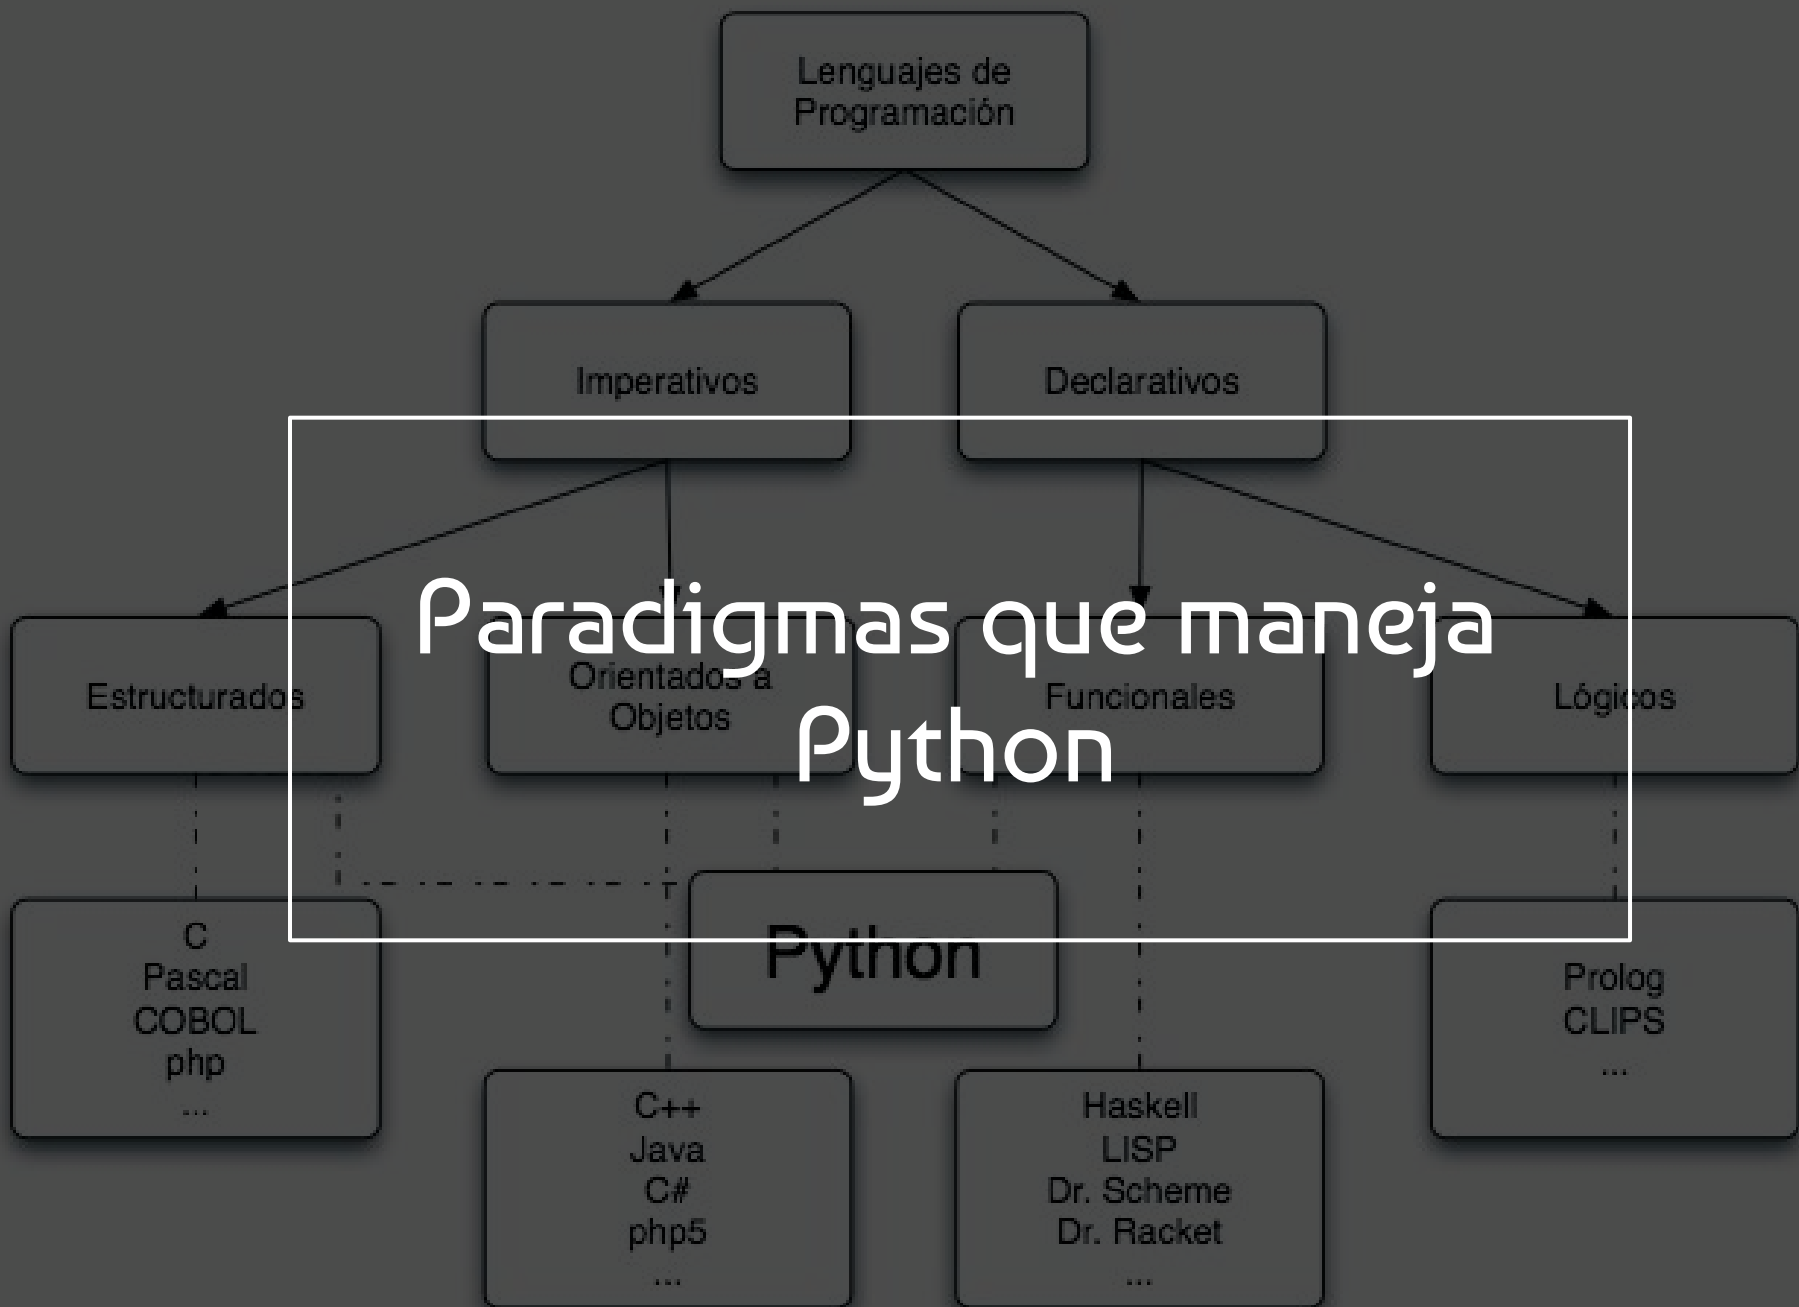 Lenguajes de
Programación
Imperativos
Declarativos
Paradigmas que maneja
Python
Estructurados
Orientados a
Objetos
Funcionales
Lógicos
C
Pascal
COBOL
php
...
Python
C++
Java
C#
php5
...
Haskell
LISP
Dr. Scheme
Dr. Racket
...
Prolog
CLIPS
...